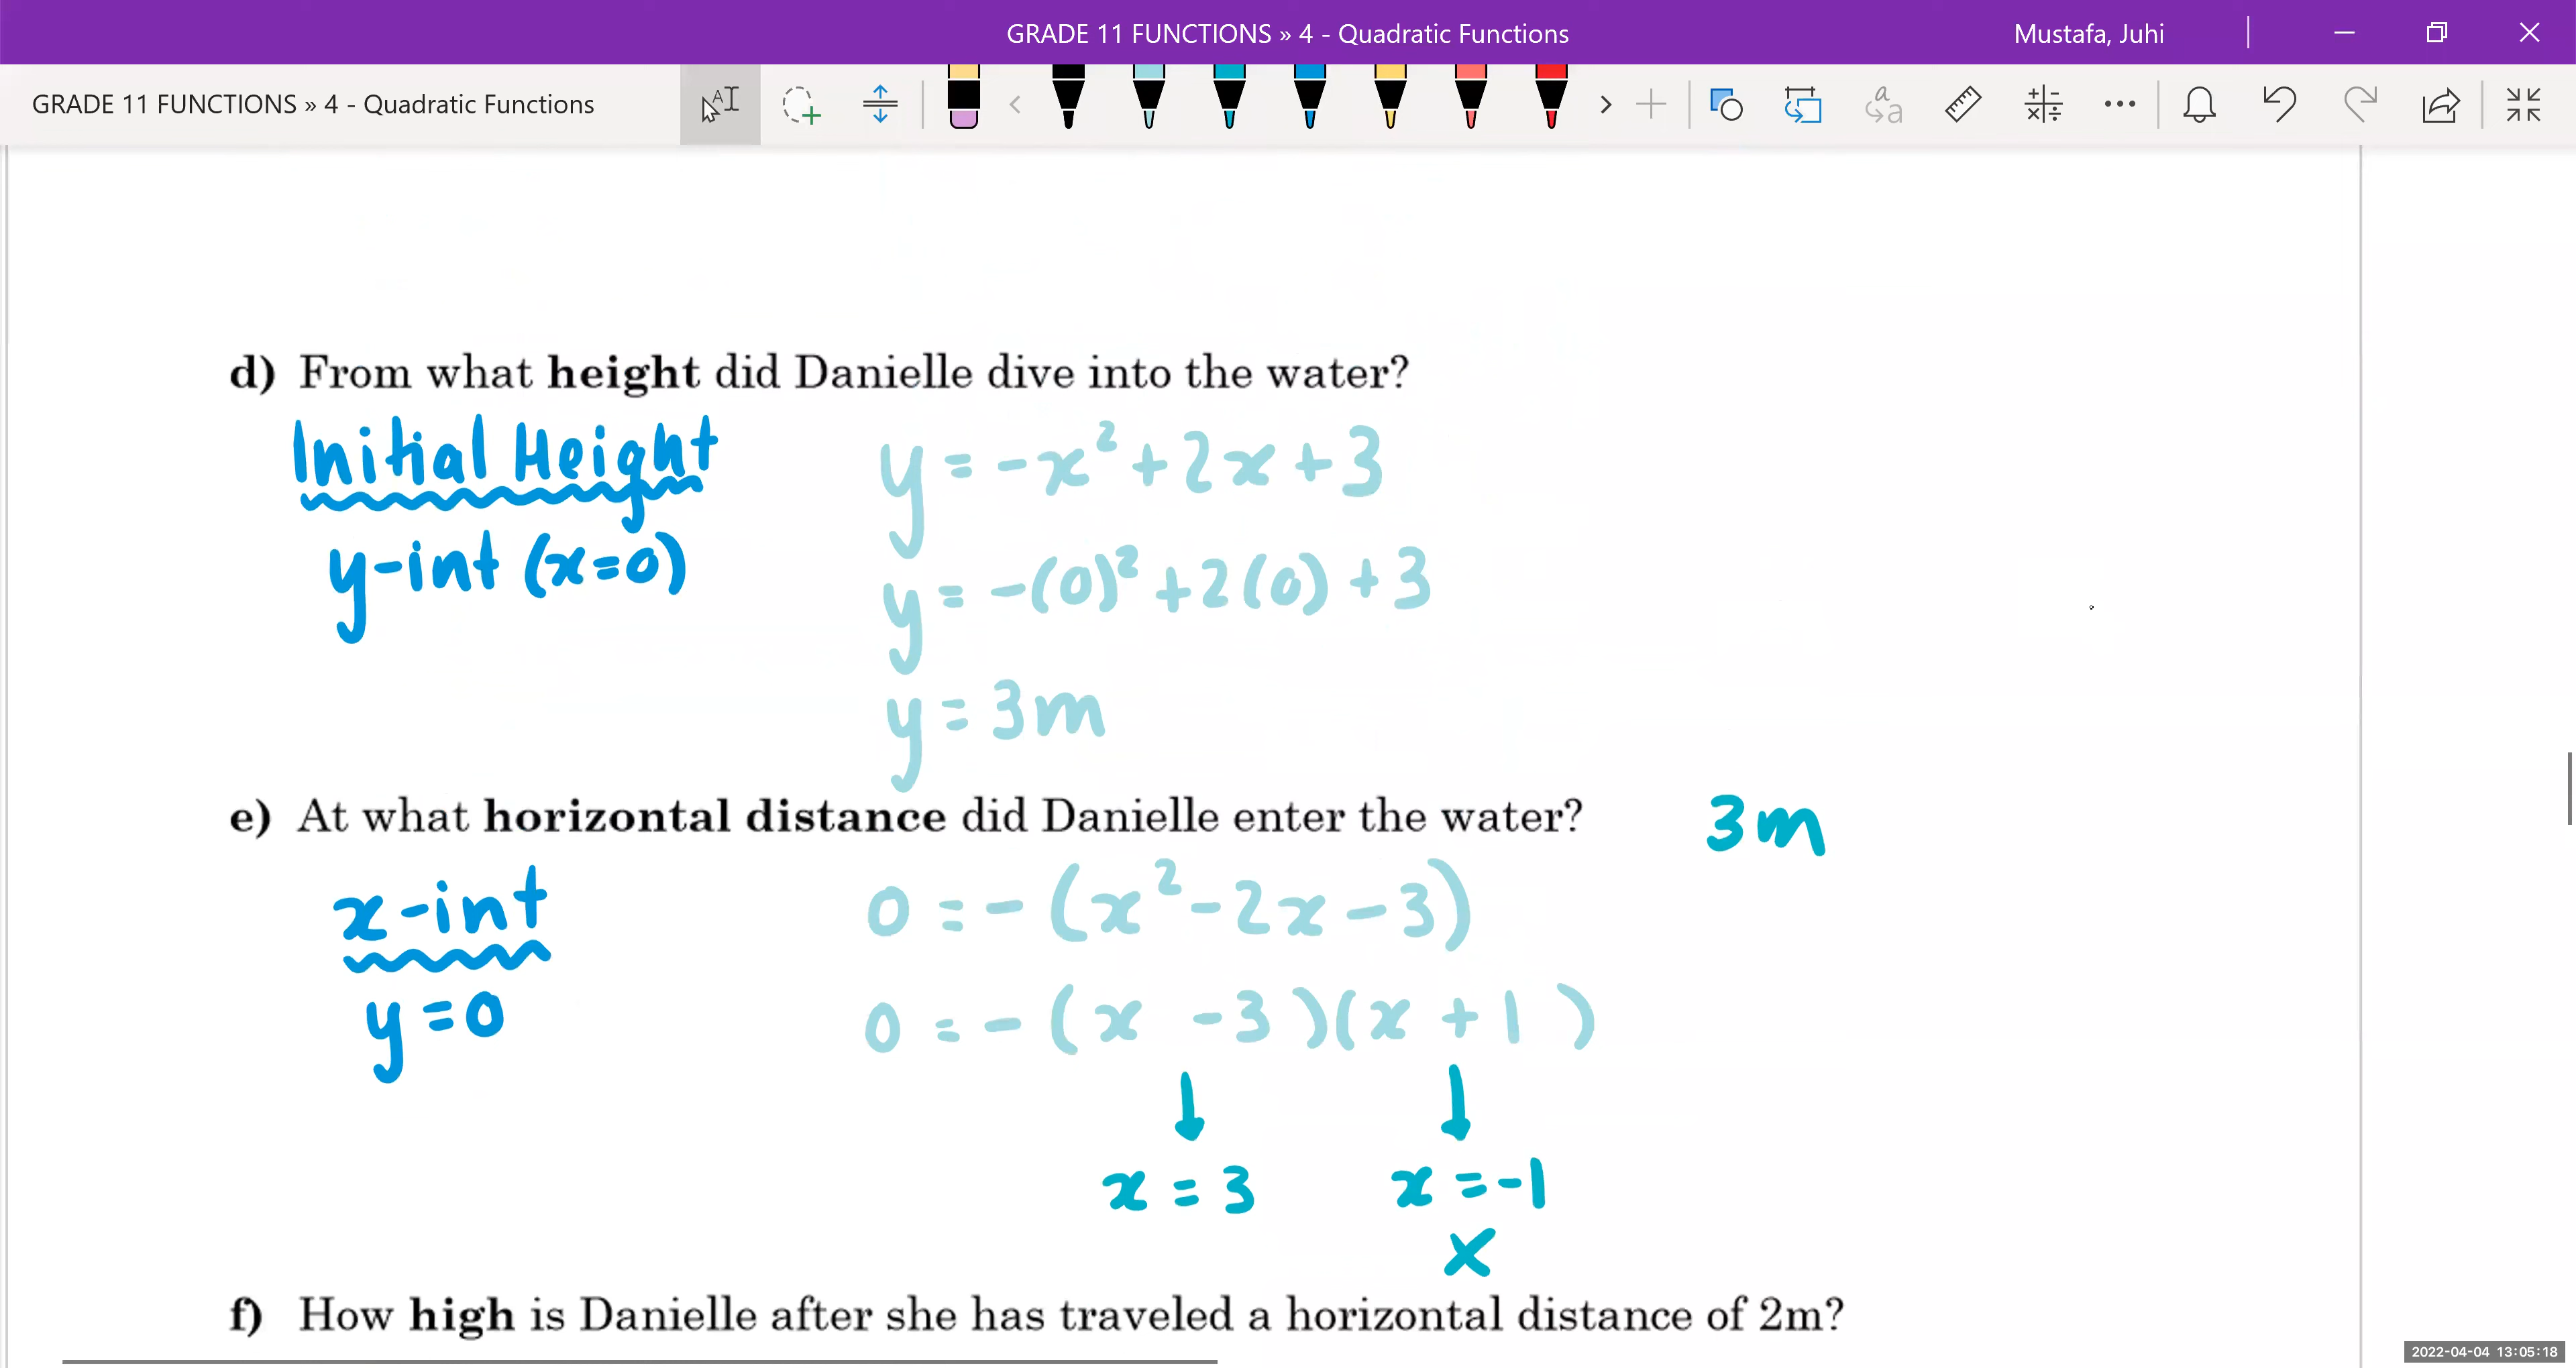 GRADE 11 FUNCTIONS » 4 - Quadratic Functions
Mustafa, Juhi
GRADE 11 FUNCTIONS » 4 - Quadratic Functions
d) From what height did Danielle dive into the water?
Initial Height
y-int (x=0)
y = -x² + 2x + 3
y = -(0)² + 2(0) + 3
y = 3m
e) At what horizontal distance did Danielle enter the water?
3m
x-int
y=0
0 = -(x² - 2x - 3)
0 = -(x - 3)(x + 1)
x = 3
x = -1
x
f) How high is Danielle after she has traveled a horizontal distance of 2m?
2022-04-04 13:05:18